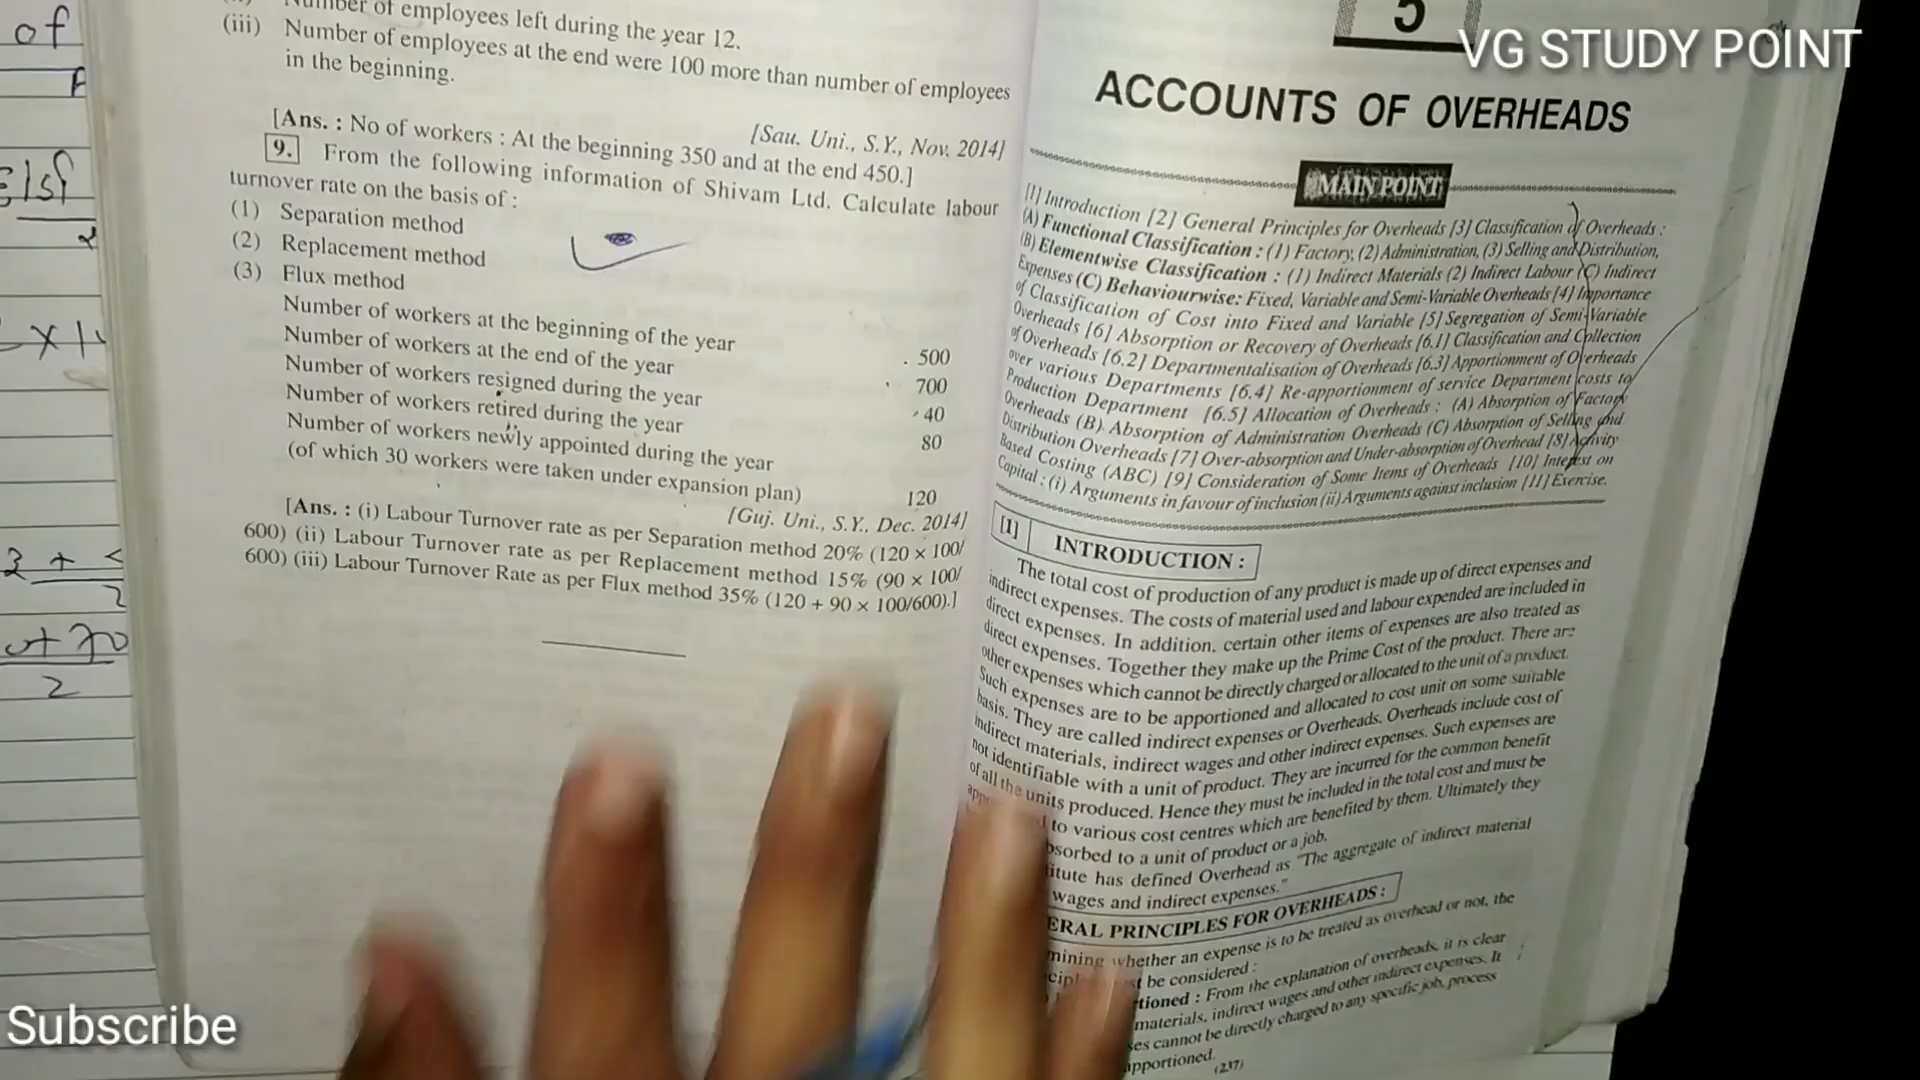 of
Number of employees left during the year 12.
(iii) Number of employees at the end were 100 more than number of employees
in the beginning.
[Sau. Uni., S.Y., Nov. 2014]
[Ans. : No of workers : At the beginning 350 and at the end 450.]
9. From the following information of Shivam Ltd. Calculate labour
turnover rate on the basis of :
(1) Separation method
(2) Replacement method
(3) Flux method
Number of workers at the beginning of the year 500
Number of workers at the end of the year 700
Number of workers resigned during the year 40
Number of workers retired during the year 80
Number of workers newly appointed during the year
(of which 30 workers were taken under expansion plan) 120
[Guj. Uni., S.Y., Dec. 2014]
[Ans. : (i) Labour Turnover rate as per Separation method 20% (120 × 100/
600) (ii) Labour Turnover rate as per Replacement method 15% (90 × 100/
600) (iii) Labour Turnover Rate as per Flux method 35% (120 + 90 × 100/600).]
5
VG STUDY POINT
ACCOUNTS OF OVERHEADS
MAIN POINT
[1] Introduction [2] General Principles for Overheads [3] Classification of Overheads :
(A) Functional Classification : (1) Factory, (2) Administration, (3) Selling and Distribution,
(B) Elementwise Classification : (1) Indirect Materials (2) Indirect Labour (C) Indirect
Expenses (C) Behaviourwise: Fixed, Variable and Semi-Variable Overheads [4] Importance
of Classification of Cost into Fixed and Variable [5] Segregation of Semi-Variable
Overheads [6] Absorption or Recovery of Overheads [6.1] Classification and Collection
of Overheads [6.2] Departmentalisation of Overheads [6.3] Apportionment of Overheads
over various Departments [6.4] Re-apportionment of service Department costs to
Production Department [6.5] Allocation of Overheads : (A) Absorption of Factory
Overheads (B). Absorption of Administration Overheads (C) Absorption of Selling and
Distribution Overheads [7] Over-absorption and Under-absorption of Overhead [8] Activity
Based Costing (ABC) [9] Consideration of Some Items of Overheads [10] Interest on
Capital : (i) Arguments in favour of inclusion (ii) Arguments against inclusion [11] Exercise.
[1] INTRODUCTION :
The total cost of production of any product is made up of direct expenses and
indirect expenses. The costs of material used and labour expended are included in
direct expenses. In addition, certain other items of expenses are also treated as
direct expenses. Together they make up the Prime Cost of the product. There are
other expenses which cannot be directly charged or allocated to the unit of a product.
Such expenses are to be apportioned and allocated to cost unit on some suitable
basis. They are called indirect expenses or Overheads. Overheads include cost of
indirect materials, indirect wages and other indirect expenses. Such expenses are
not identifiable with a unit of product. They are incurred for the common benefit
of all the units produced. Hence they must be included in the total cost and must be
to various cost centres which are benefited by them. Ultimately they
to a unit of product or a job.
has defined Overhead as "The aggregate of indirect material
wages and indirect expenses."
PRINCIPLES FOR OVERHEADS :
whether an expense is to be treated as overhead or not, the
be considered :
: From the explanation of overheads, it is clear
materials, indirect wages and other indirect expenses. It
cannot be directly charged to any specific job, process
apportioned.
(237)
Subscribe